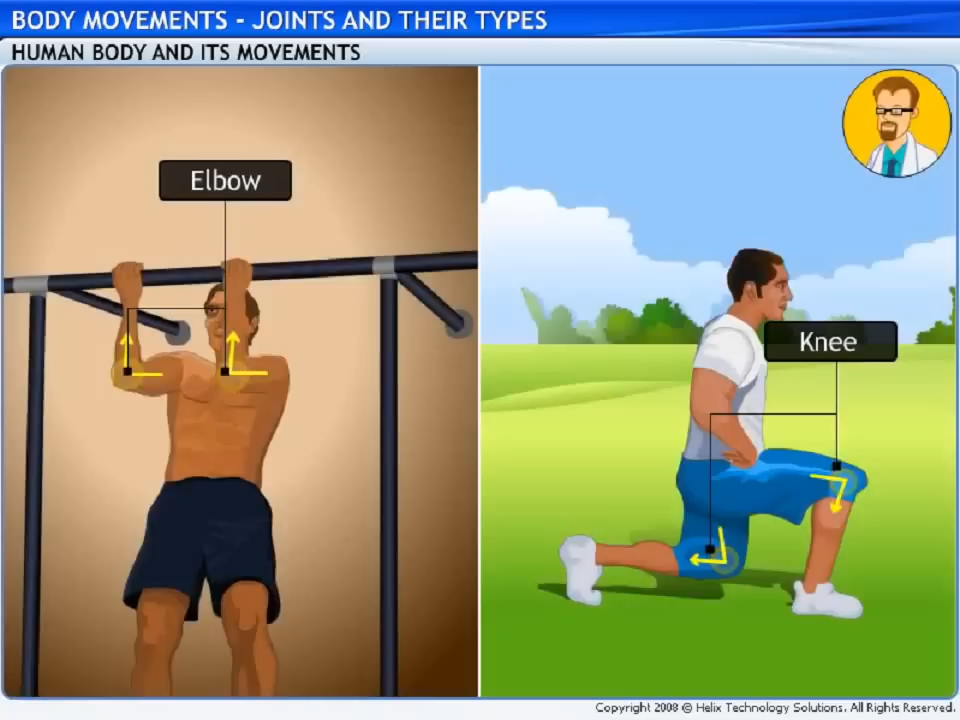 BODY MOVEMENTS - JOINTS AND THEIR TYPES
HUMAN BODY AND ITS MOVEMENTS
Elbow
Knee
Copyright 2008 @ Helix Technology Solutions. All Rights Reserved.